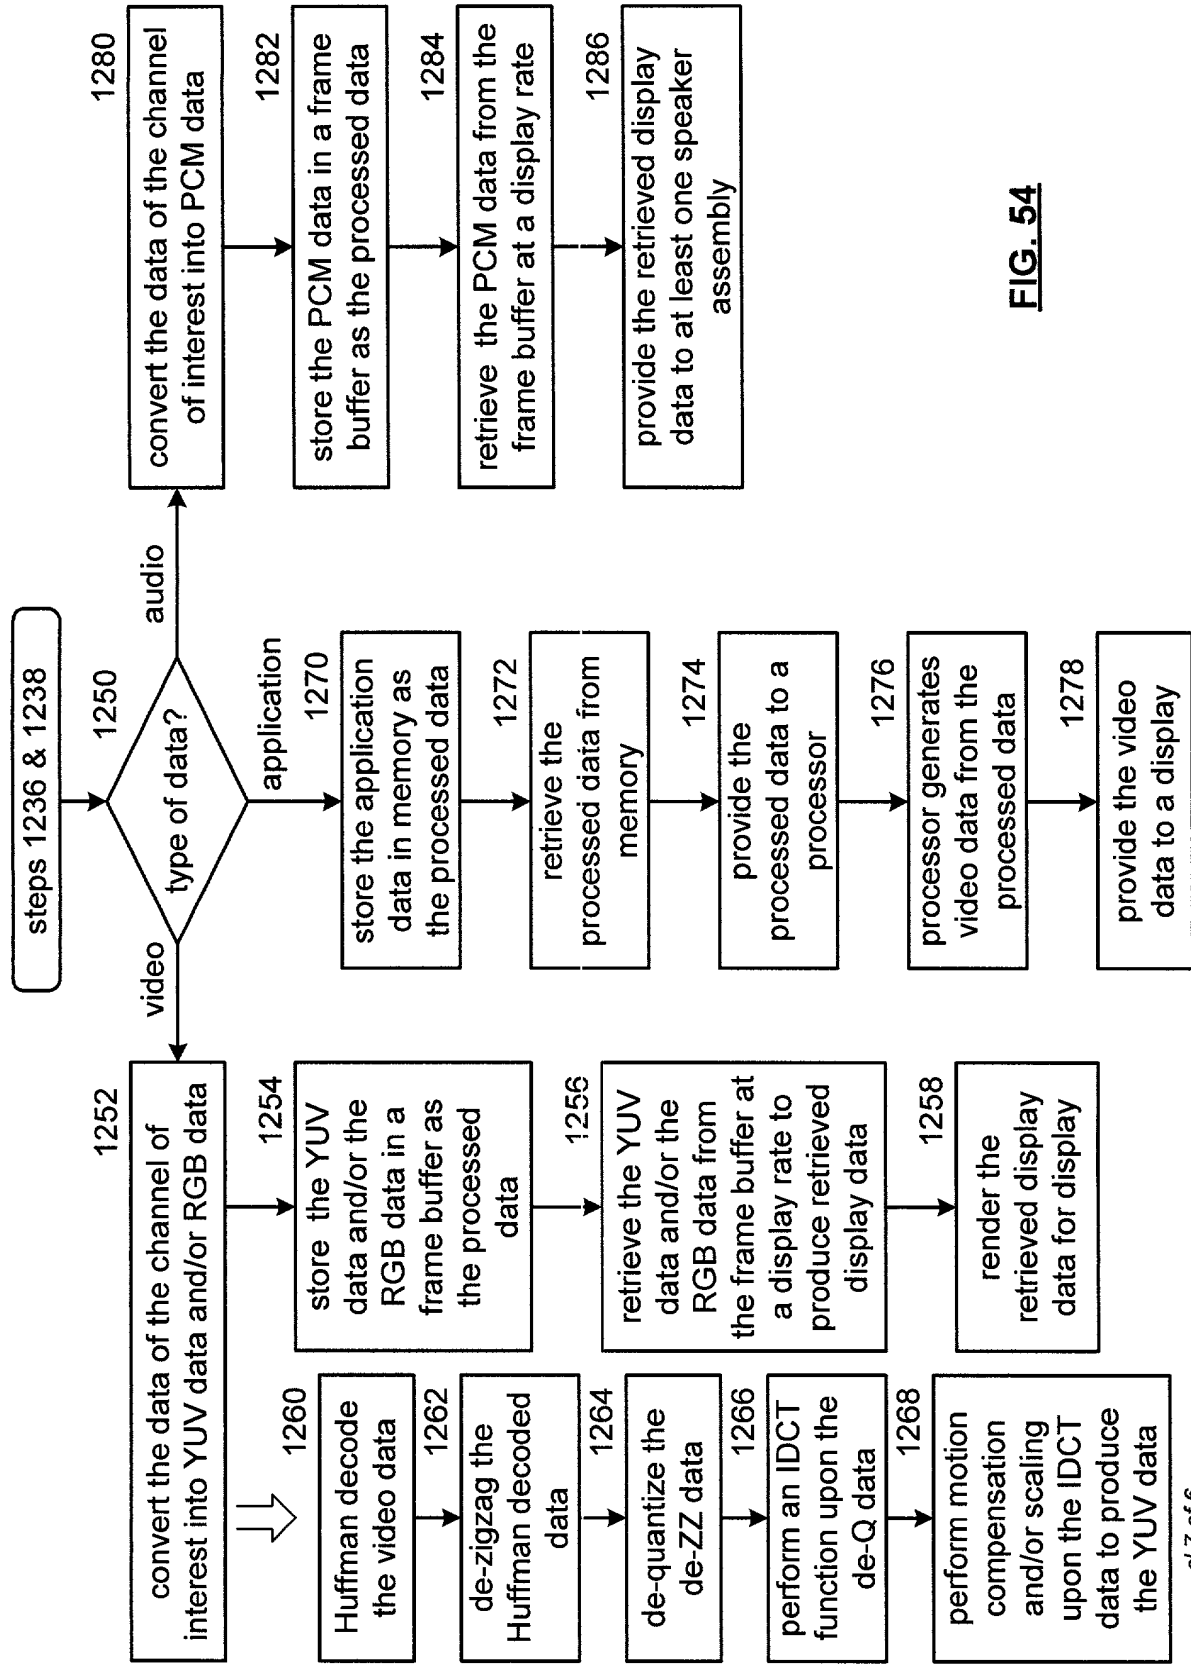 steps 1236 & 1238
1250
type of data?
video
application
audio
1252
convert the data of the channel of
interest into YUV data and/or RGB data
1254
store the YUV
data and/or the
RGB data in a
frame buffer as
the processed
data
1256
retrieve the YUV
data and/or the
RGB data from
the frame buffer at
a display rate to
produce retrieved
display data
1258
render the
retrieved display
data for display
1260
Huffman decode
the video data
1262
de-zigzag the
Huffman decoded
data
1264
de-quantize the
de-ZZ data
1266
perform an IDCT
function upon the
de-Q data
1268
perform motion
compensation
and/or scaling
upon the IDCT
data to produce
the YUV data
1270
store the application
data in memory as
the processed data
1272
retrieve the
processed data from
memory
1274
provide the
processed data to a
processor
1276
processor generates
video data from the
processed data
1278
provide the video
data to a display
1280
convert the data of the channel
of interest into PCM data
1282
store the PCM data in a frame
buffer as the processed data
1284
retrieve the PCM data from the
frame buffer at a display rate
1286
provide the retrieved display
data to at least one speaker
assembly
FIG. 54